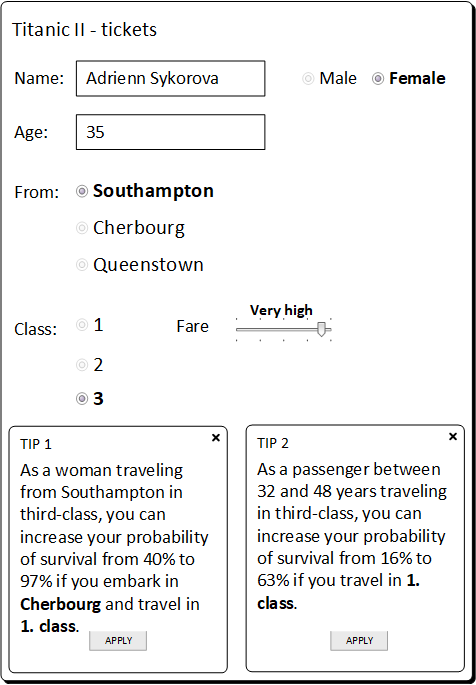 Titanic II - tickets
Name: Adrienn Sykorova Male Female
Age: 35
From: Southampton
Cherbourg
Queenstown
Very high
Class: 1 Fare
2
3
TIP 1
As a woman traveling
from Southampton in
third-class, you can
increase your probability
of survival from 40% to
97% if you embark in
Cherbourg and travel in
1. class.
APPLY
TIP 2
As a passenger between
32 and 48 years traveling
in third-class, you can
increase your probability
of survival from 16% to
63% if you travel in 1.
class.
APPLY